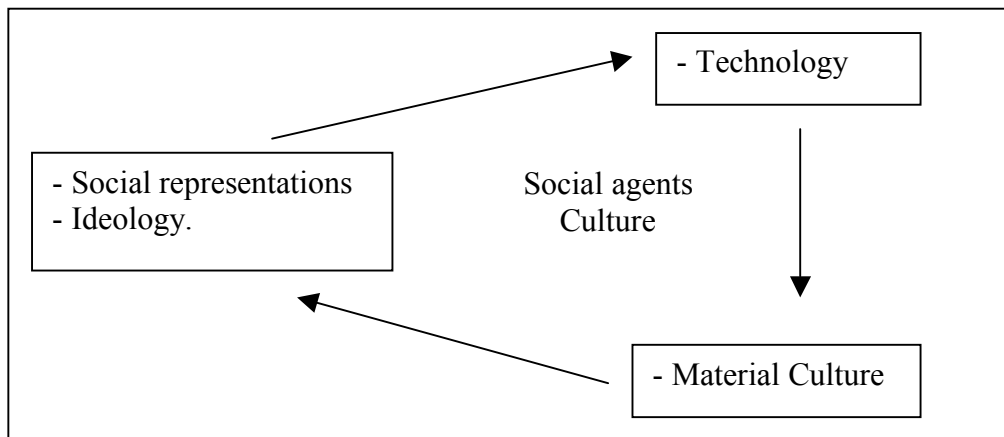 - Technology
- Social representations
- Ideology.
Social agents
Culture
- Material Culture